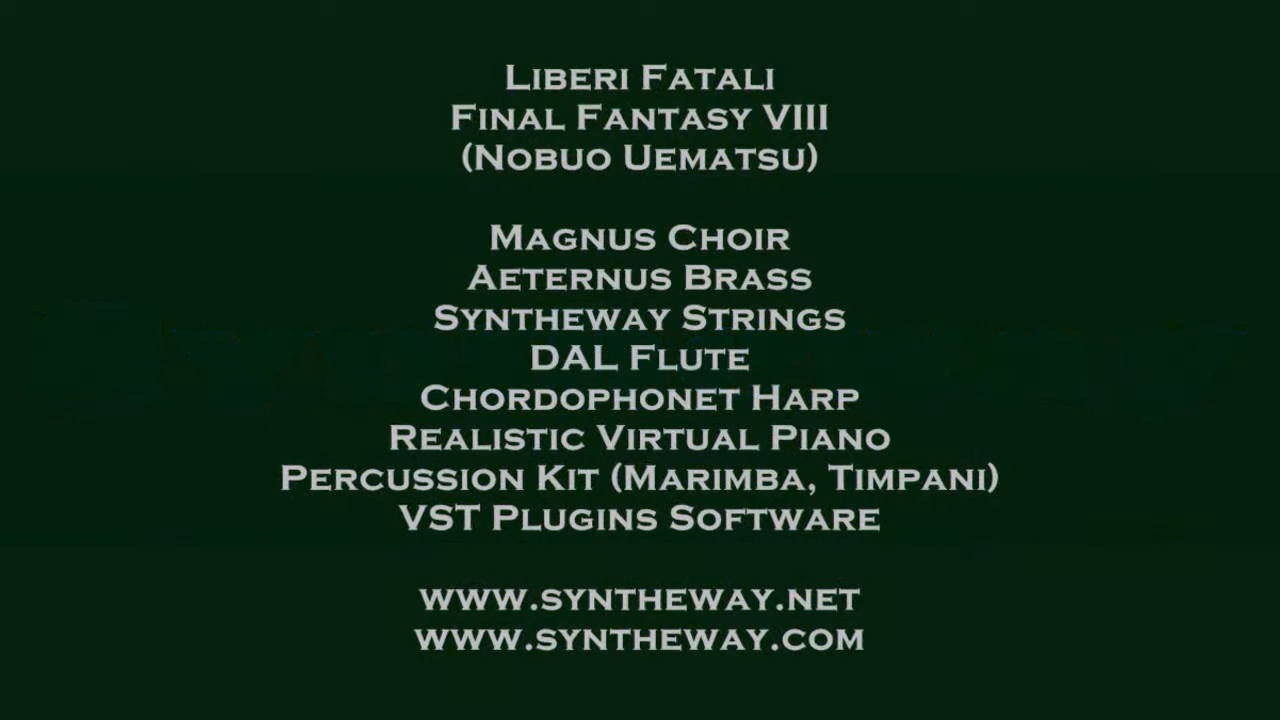 Liberi Fatali
Final Fantasy VIII
(Nobuo Uematsu)
Magnus Choir
Aeternus Brass
Syntheway Strings
DAL Flute
Chordophonet Harp
Realistic Virtual Piano
Percussion Kit (Marimba, Timpani)
VST Plugins Software
www.syntheway.net
www.syntheway.com